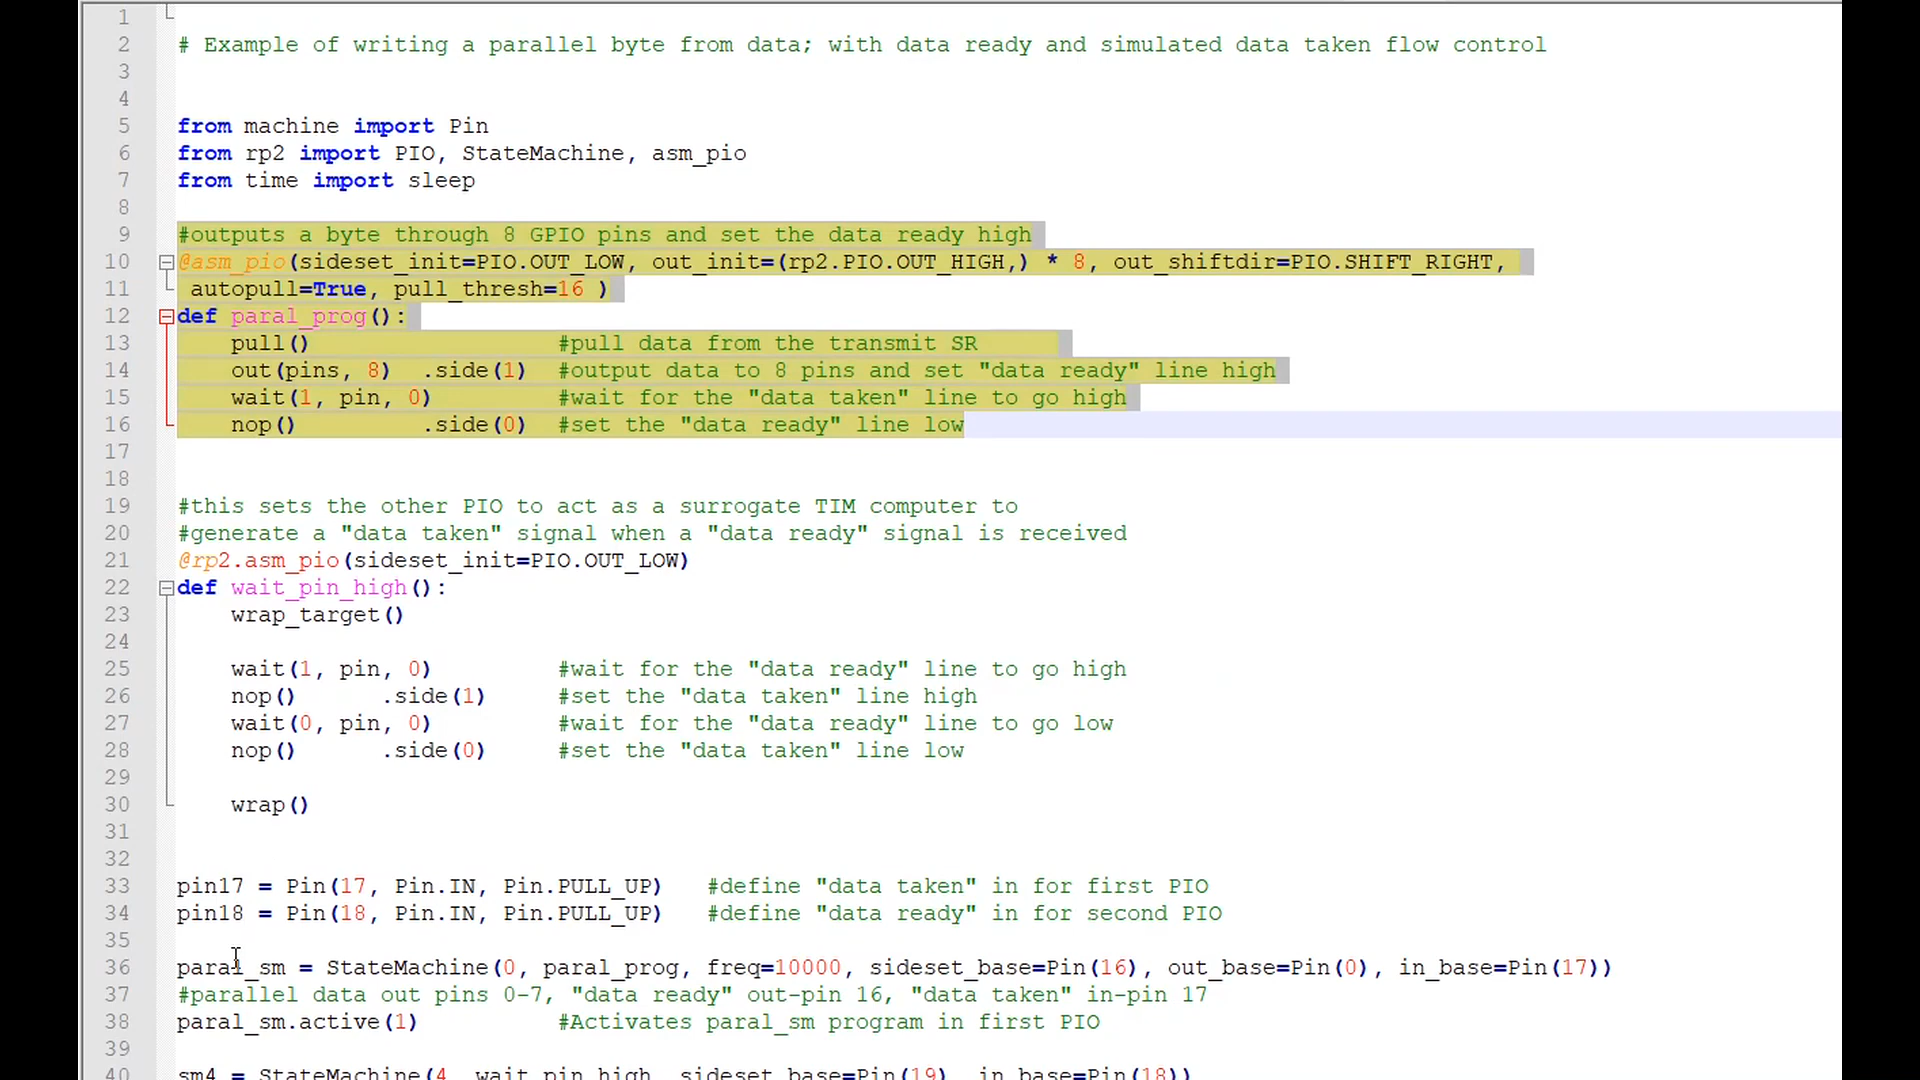 1
2 # Example of writing a parallel byte from data; with data ready and simulated data taken flow control
3
4
5 from machine import Pin
6 from rp2 import PIO, StateMachine, asm_pio
7 from time import sleep
8
9 #outputs a byte through 8 GPIO pins and set the data ready high
10 @asm_pio(sideset_init=PIO.OUT_LOW, out_init=(rp2.PIO.OUT_HIGH,) * 8, out_shiftdir=PIO.SHIFT_RIGHT,
11 autopull=True, pull_thresh=16 )
12 def paral_prog():
13 pull() #pull data from the transmit SR
14 out(pins, 8) .side(1) #output data to 8 pins and set "data ready" line high
15 wait(1, pin, 0) #wait for the "data taken" line to go high
16 nop() .side(0) #set the "data ready" line low
17
18
19 #this sets the other PIO to act as a surrogate TIM computer to
20 #generate a "data taken" signal when a "data ready" signal is received
21 @rp2.asm_pio(sideset_init=PIO.OUT_LOW)
22 def wait_pin_high():
23 wrap_target()
24
25 wait(1, pin, 0) #wait for the "data ready" line to go high
26 nop() .side(1) #set the "data taken" line high
27 wait(0, pin, 0) #wait for the "data ready" line to go low
28 nop() .side(0) #set the "data taken" line low
29
30 wrap()
31
32
33 pin17 = Pin(17, Pin.IN, Pin.PULL_UP) #define "data taken" in for first PIO
34 pin18 = Pin(18, Pin.IN, Pin.PULL_UP) #define "data ready" in for second PIO
35
36 paral_sm = StateMachine(0, paral_prog, freq=10000, sideset_base=Pin(16), out_base=Pin(0), in_base=Pin(17))
37 #parallel data out pins 0-7, "data ready" out-pin 16, "data taken" in-pin 17
38 paral_sm.active(1) #Activates paral_sm program in first PIO
39
40 sm4 = StateMachine(4, wait_pin_high, sideset_base=Pin(19), in_base=Pin(18))